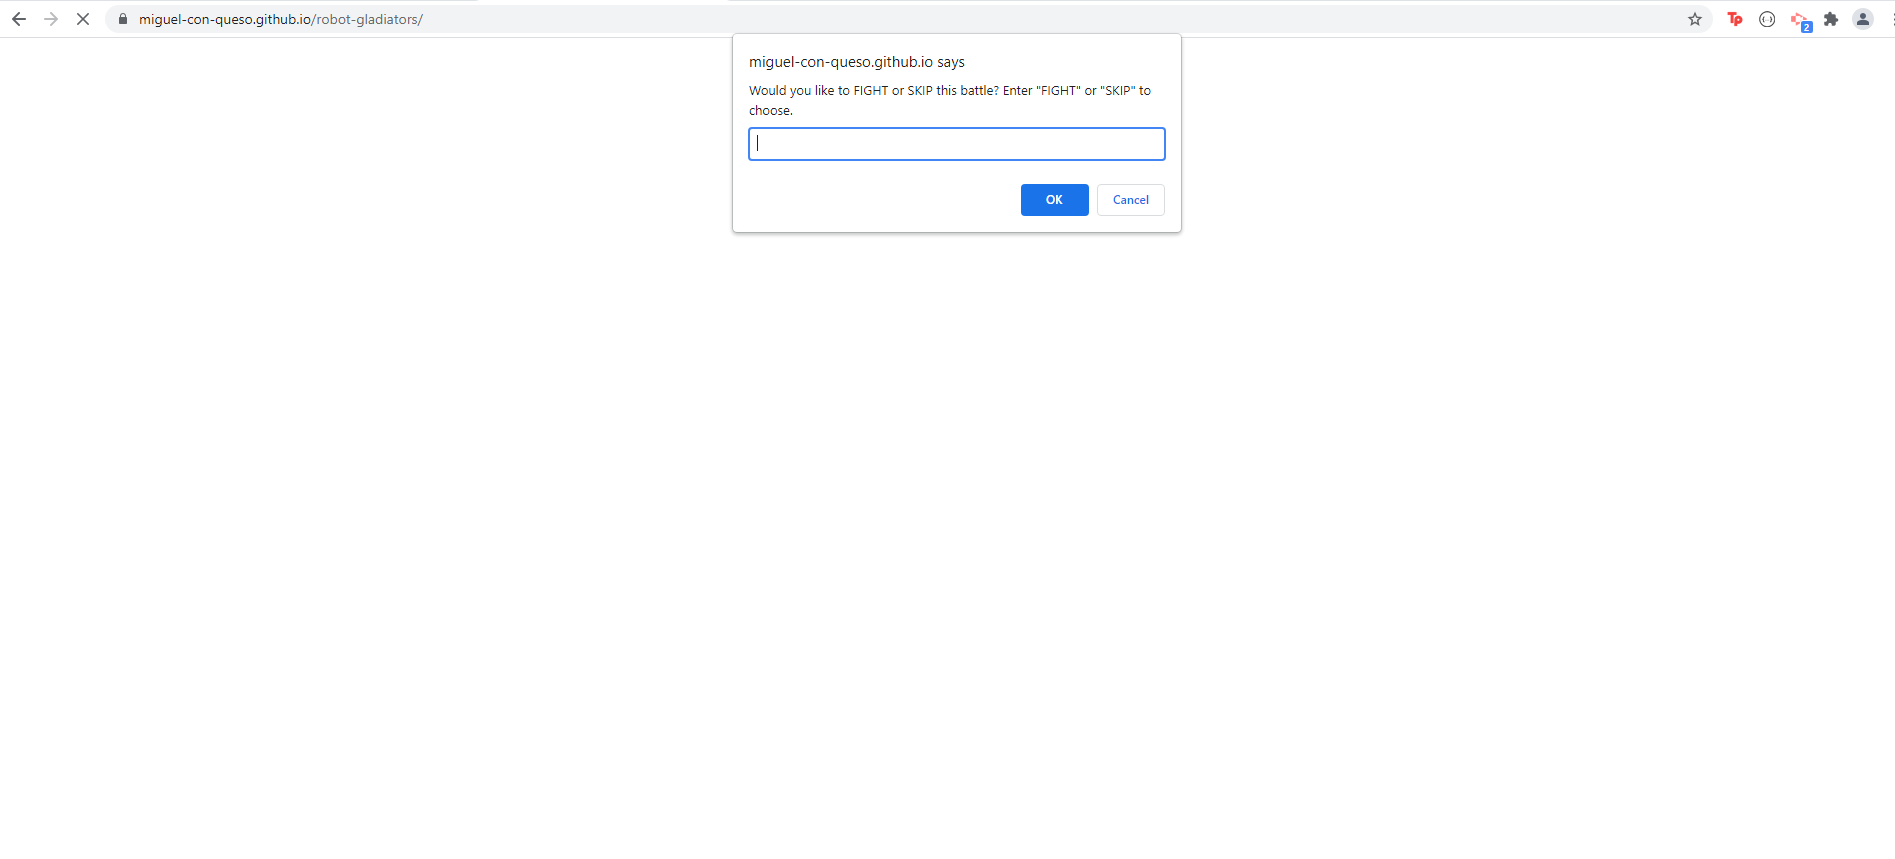 miguel-con-queso.github.io/robot-gladiators/
Tp
2
miguel-con-queso.github.io says
Would you like to FIGHT or SKIP this battle? Enter "FIGHT" or "SKIP" to
choose.
OK Cancel